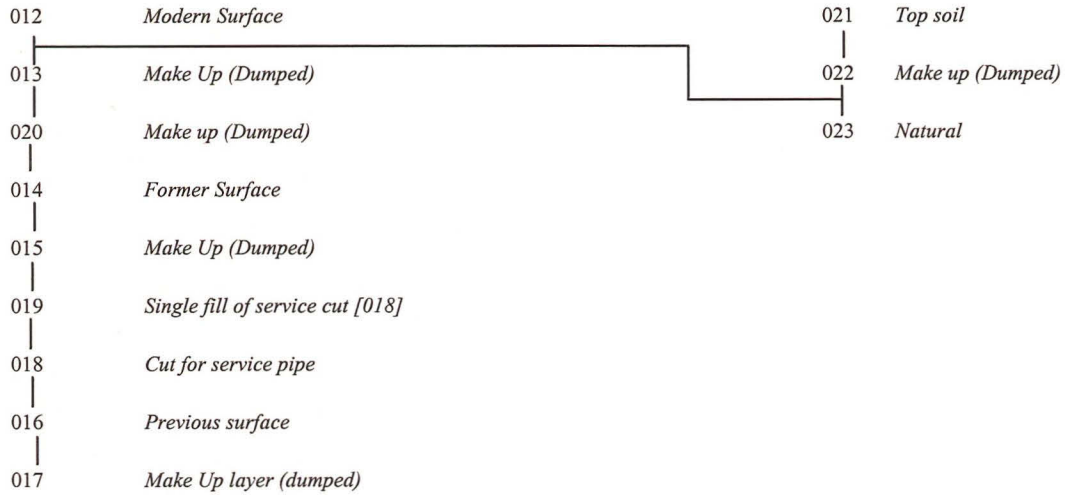 012 Modern Surface 021 Top soil
013 Make Up (Dumped) 022 Make up (Dumped)
020 Make up (Dumped) 023 Natural
014 Former Surface
015 Make Up (Dumped)
019 Single fill of service cut [018]
018 Cut for service pipe
016 Previous surface
017 Make Up layer (dumped)